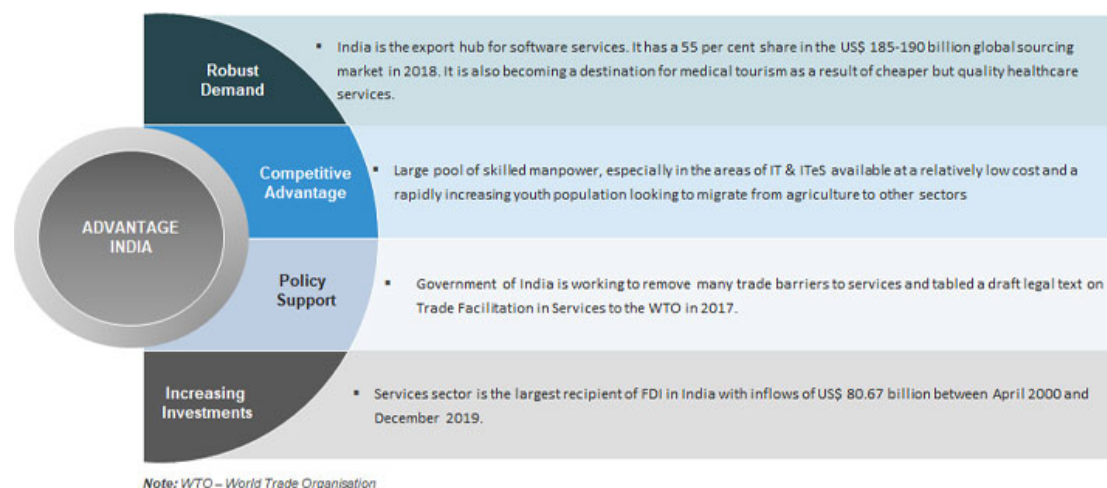 Robust
Demand
▪ India is the export hub for software services. It has a 55 per cent share in the US$ 185-190 billion global sourcing
market in 2018. It is also becoming a destination for medical tourism as a result of cheaper but quality healthcare
services.
Competitive
Advantage
▪ Large pool of skilled manpower, especially in the areas of IT & ITeS available at a relatively low cost and a
rapidly increasing youth population looking to migrate from agriculture to other sectors
ADVANTAGE
INDIA
Policy
Support
▪ Government of India is working to remove many trade barriers to services and tabled a draft legal text on
Trade Facilitation in Services to the WTO in 2017.
Increasing
Investments
▪ Services sector is the largest recipient of FDI in India with inflows of US$ 80.67 billion between April 2000 and
December 2019.
Note: WTO – World Trade Organisation